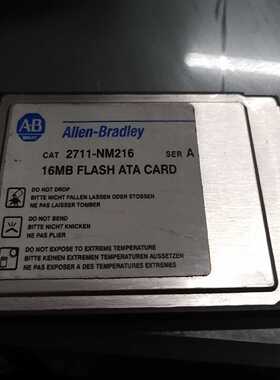 AB
Allen-Bradley
CAT 2711-NM216 SER A
16MB FLASH ATA CARD
DO NOT DROP
BITTE NICHT FALLEN LASSEN ODER STOSSEN
NE PAS LAISSER TOMBER
DO NOT BEND
BITTE NICHT KNICKEN
NE PAS PLIER
DO NOT EXPOSE TO EXTREME TEMPERATURE
BITTE KEINEN EXTREMEN TEMPERATUREN AUSSETZEN
NE PAS EXPOSER A DES TEMPERATURES EXTREMES